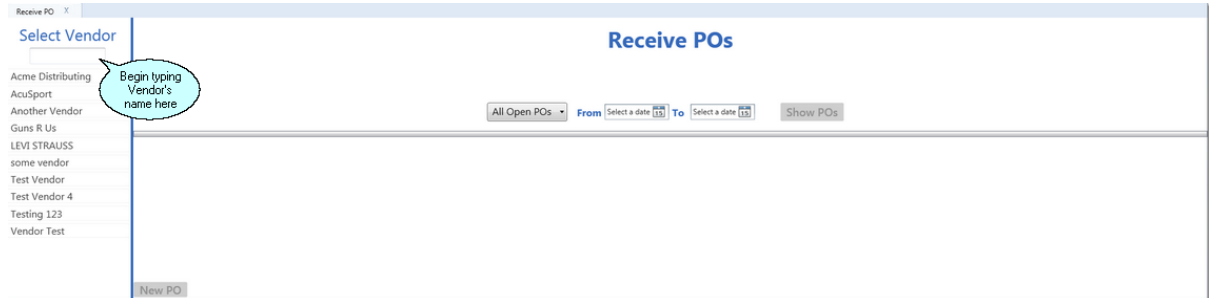 Receive PO X
Select Vendor
Begin typing
Vendor's
name here
Acme Distributing
AcuSport
Another Vendor
Guns R Us
LEVI STRAUSS
some vendor
Test Vendor
Test Vendor 4
Testing 123
Vendor Test
Receive POs
All Open POs From Select a date 15 To Select a date 15 Show POs
New PO